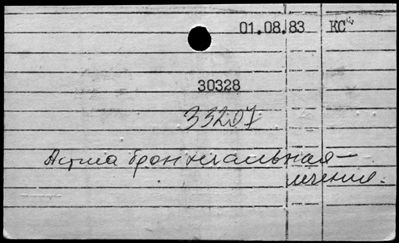 01.08.83 КС
30328
33207
Астма бронхиальная —
лечение.